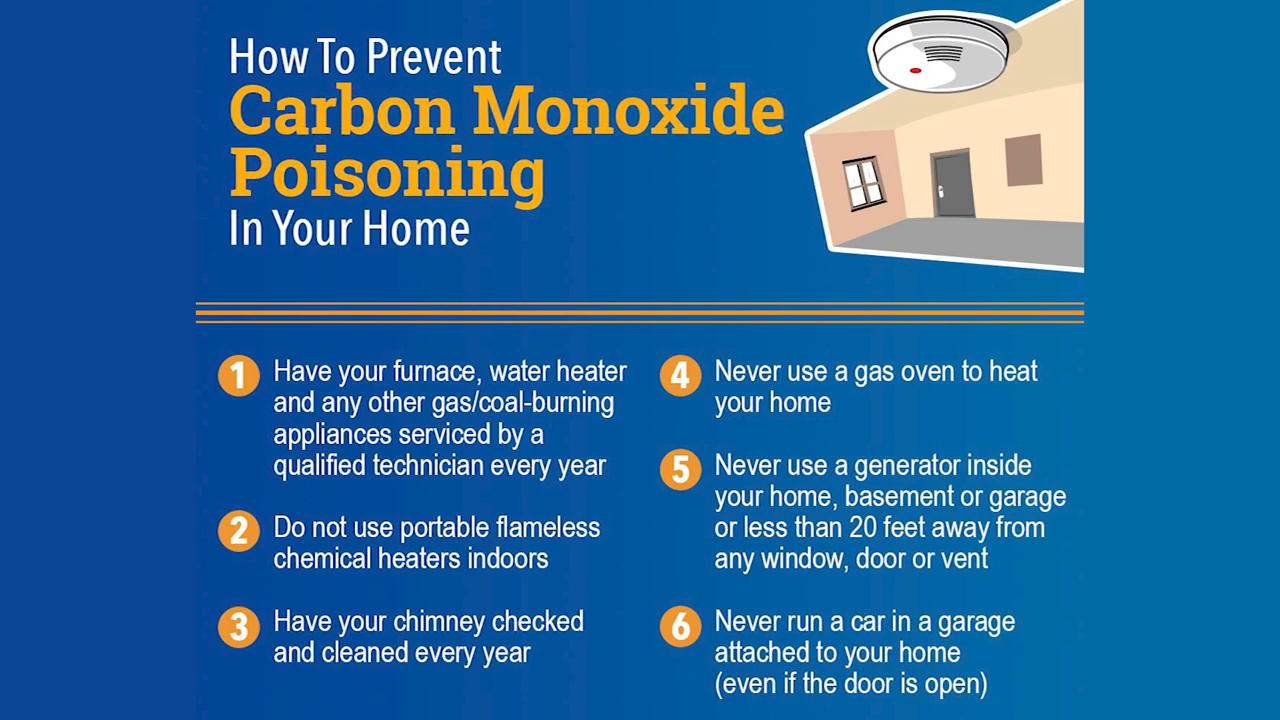 How To Prevent
Carbon Monoxide
Poisoning
In Your Home
1
Have your furnace, water heater
and any other gas/coal-burning
appliances serviced by a
qualified technician every year
2
Do not use portable flameless
chemical heaters indoors
3
Have your chimney checked
and cleaned every year
4
Never use a gas oven to heat
your home
5
Never use a generator inside
your home, basement or garage
or less than 20 feet away from
any window, door or vent
6
Never run a car in a garage
attached to your home
(even if the door is open)